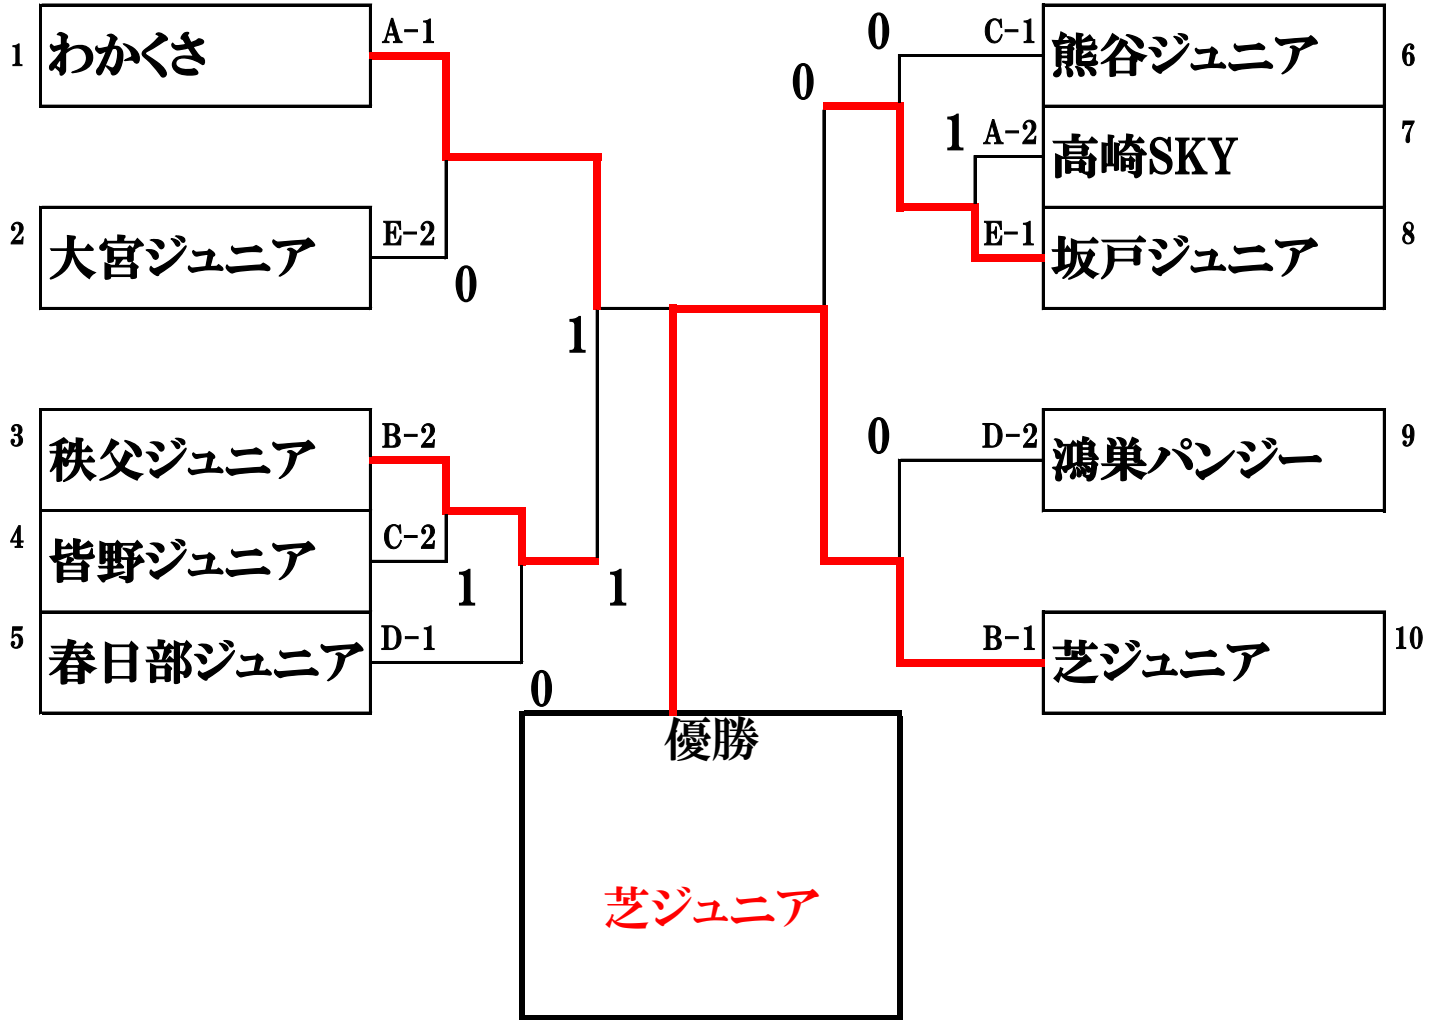 1 わかくさ A-1
2 大宮ジュニア E-2
0
1
3 秩父ジュニア B-2
4 皆野ジュニア C-2
1
1
5 春日部ジュニア D-1
0
0
C-1 熊谷ジュニア 6
0
1
A-2 高崎SKY 7
E-1 坂戸ジュニア 8
0
D-2 鴻巣パンジー 9
B-1 芝ジュニア 10
優勝
芝ジュニア